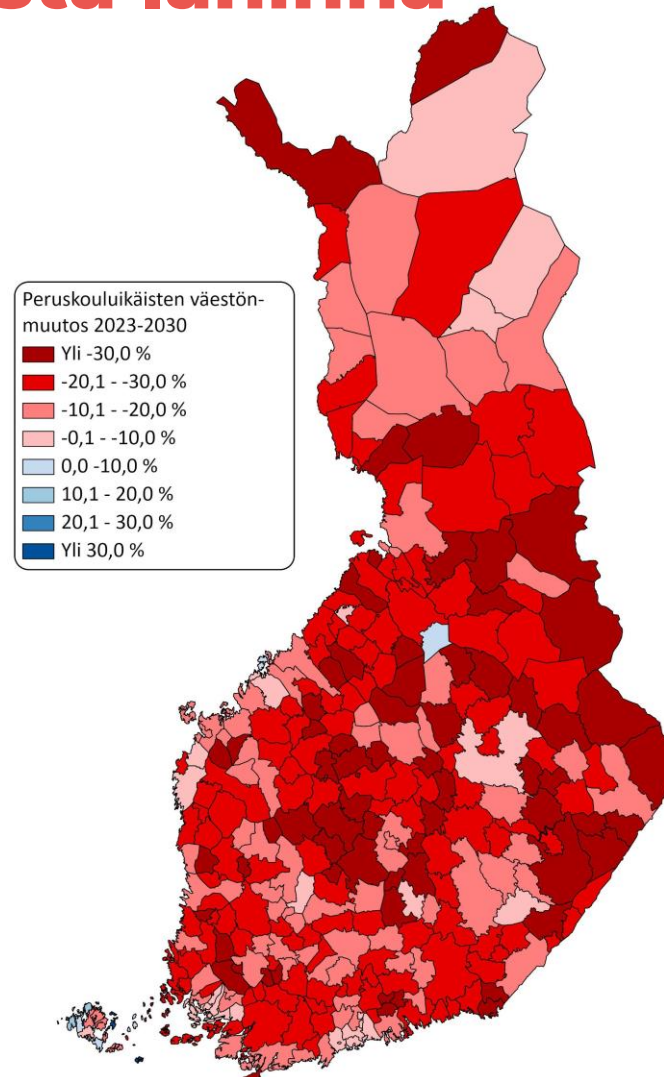 Peruskouluikäisten väestön-
muutos 2023-2030
Yli -30,0 %
-20,1 - -30,0 %
-10,1 - -20,0 %
-0,1 - -10,0 %
0,0 -10,0 %
10,1 - 20,0 %
20,1 - 30,0 %
Yli 30,0 %